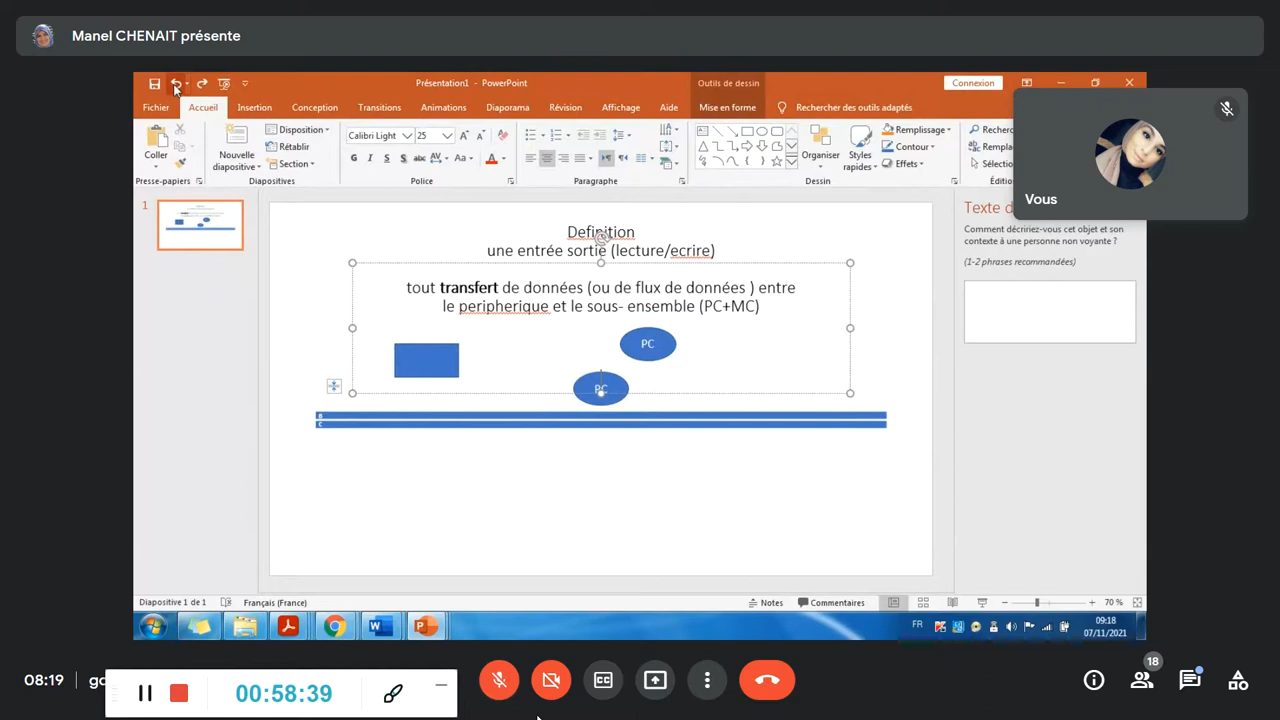 Manel CHENAIT présente
Présentation1 - PowerPoint
Outils de dessin
Connexion
Fichier
Accueil
Insertion
Conception
Transitions
Animations
Diaporama
Révision
Affichage
Aide
Mise en forme
Rechercher des outils adaptés
Coller
Nouvelle
diapositive
Disposition
Rétablir
Section
Calibri Light
25
G
I
S
S
abc
AV
Aa
A
Organiser
Styles
rapides
Remplissage
Contour
Effets
Presse-papiers
Diapositives
Police
Paragraphe
Dessin
Vous
1
Definition
une entrée sortie (lecture/ecrire)
tout transfert de données (ou de flux de données ) entre
le peripherique et le sous- ensemble (PC+MC)
PC
PC
B
C
Comment décririez-vous cet objet et son
contexte à une personne non voyante ?
(1-2 phrases recommandées)
Diapositive 1 de 1
Français (France)
Notes
Commentaires
70 %
FR
09:18
07/11/2021
08:19
00:58:39
18